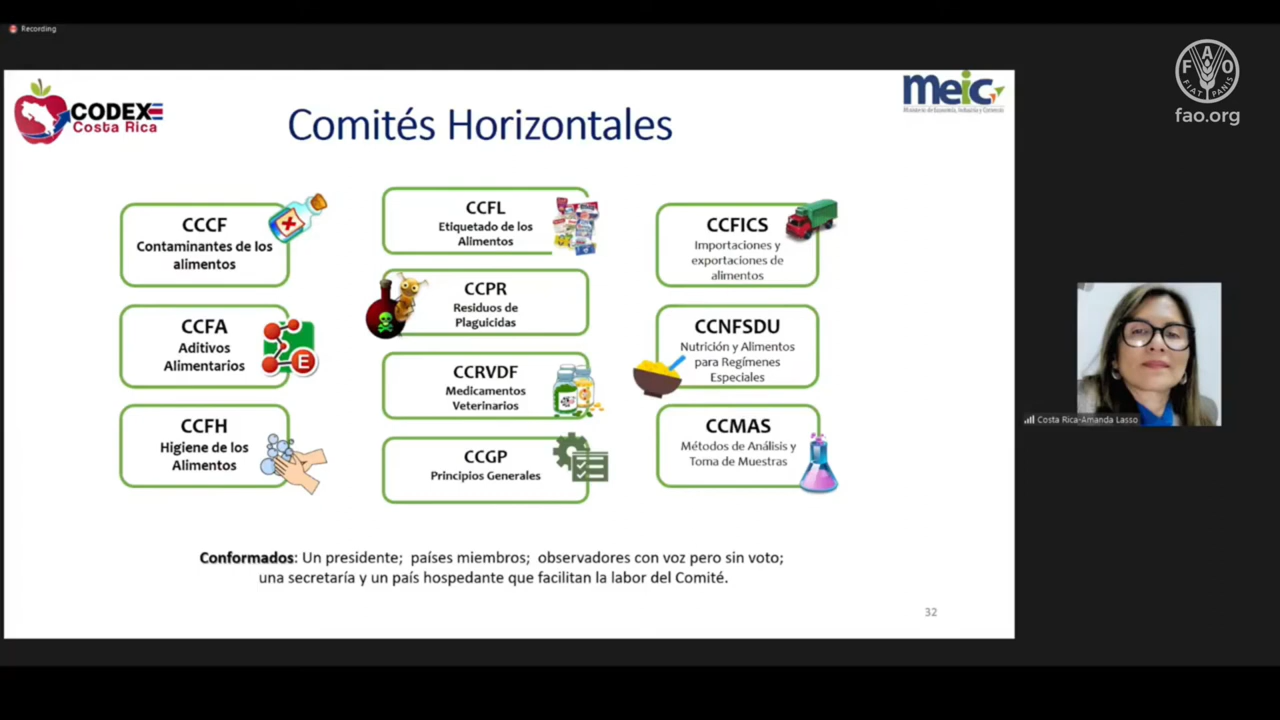 Recording
CODEX
Costa Rica
Comités Horizontales
meic
Ministerio de Economía, Industria y Comercio
F A O
FIAT PANIS
fao.org
CCCF
Contaminantes de los
alimentos
CCFA
Aditivos
Alimentarios
E
CCFH
Higiene de los
Alimentos
CCFL
Etiquetado de los
Alimentos
CCPR
Residuos de
Plaguicidas
CCRVDF
Medicamentos
Veterinarios
CCGP
Principios Generales
CCFICS
Importaciones y
exportaciones de
alimentos
CCNFSDU
Nutrición y Alimentos
para Regímenes
Especiales
CCMAS
Métodos de Análisis y
Toma de Muestras
Costa Rica-Amanda Lasso
Conformados: Un presidente; países miembros; observadores con voz pero sin voto;
una secretaría y un país hospedante que facilitan la labor del Comité.
32